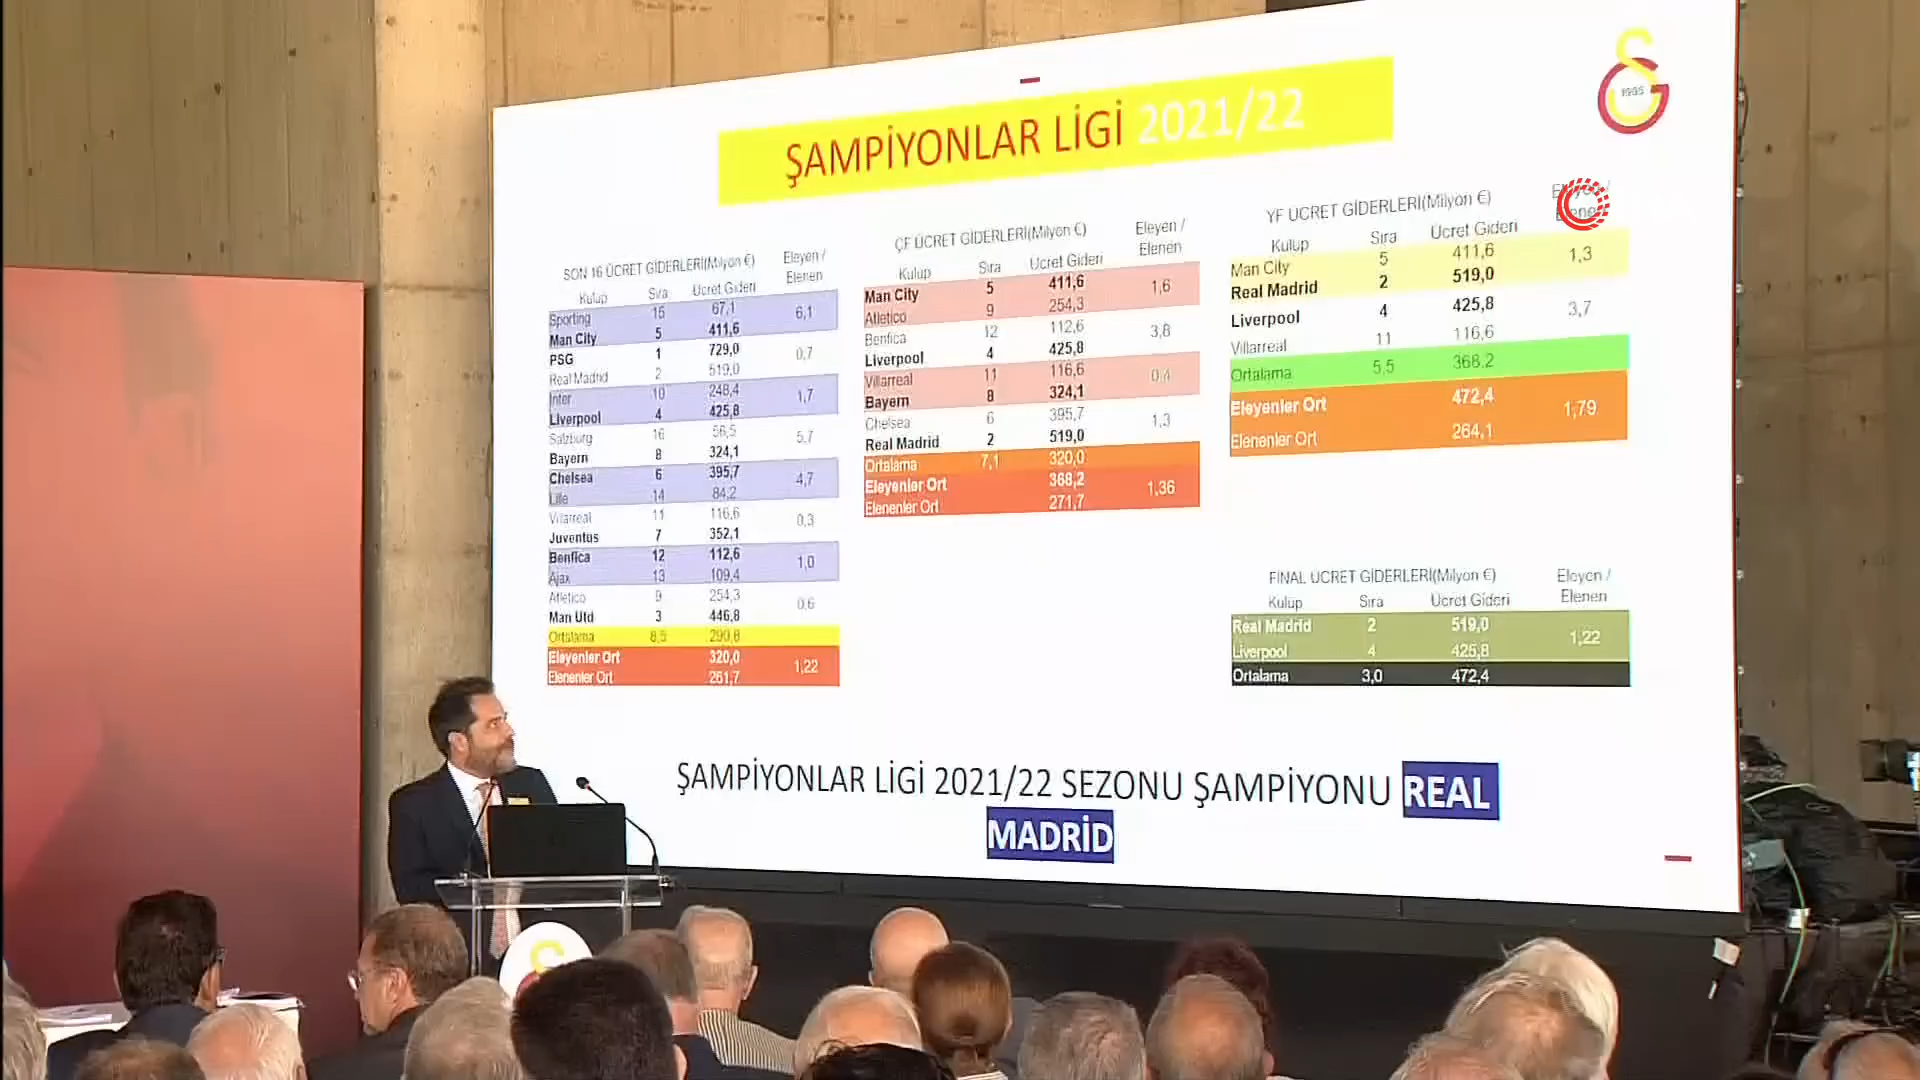 ŞAMPİYONLAR LİGİ 2021/22
1905
SON 16 ÜCRET GİDERLERİ(Milyon €) Eleyen / Elenen
Kulüp Sıra Ücret Gideri
Sporting 15 67,1 6,1
Man City 5 411,6
PSG 1 729,0 0,7
Real Madrid 2 519,0
Inter 10 248,4 1,7
Liverpool 4 425,8
Salzburg 16 56,5 5,7
Bayern 8 324,1
Chelsea 6 395,7 4,7
Lille 14 84,2
Villarreal 11 116,6 0,3
Juventus 7 352,1
Benfica 12 112,6 1,0
Ajax 13 109,4
Atletico 9 254,3 0,6
Man Utd 3 446,8
Ortalama 8,5 290,8
Eleyenler Ort 320,0 1,22
Elenenler Ort 261,7
ÇF ÜCRET GİDERLERİ(Milyon €) Eleyen / Elenen
Kulüp Sıra Ücret Gideri
Man City 5 411,6 1,6
Atletico 9 254,3
Benfica 12 112,6 3,8
Liverpool 4 425,8
Villarreal 11 116,6 0,4
Bayern 8 324,1
Chelsea 6 395,7 1,3
Real Madrid 2 519,0
Ortalama 7,1 320,0
Eleyenler Ort 368,2 1,36
Elenenler Ort 271,7
YF ÜCRET GİDERLERİ(Milyon €)
Kulüp Sıra Ücret Gideri
Man City 5 411,6 1,3
Real Madrid 2 519,0
Liverpool 4 425,8 3,7
Villarreal 11 116,6
Ortalama 5,5 368,2
Eleyenler Ort 472,4 1,79
Elenenler Ort 264,1
FİNAL ÜCRET GİDERLERİ(Milyon €) Eleyen / Elenen
Kulüp Sıra Ücret Gideri
Real Madrid 2 519,0 1,22
Liverpool 4 425,8
Ortalama 3,0 472,4
ŞAMPİYONLAR LİGİ 2021/22 SEZONU ŞAMPİYONU REAL
MADRİD